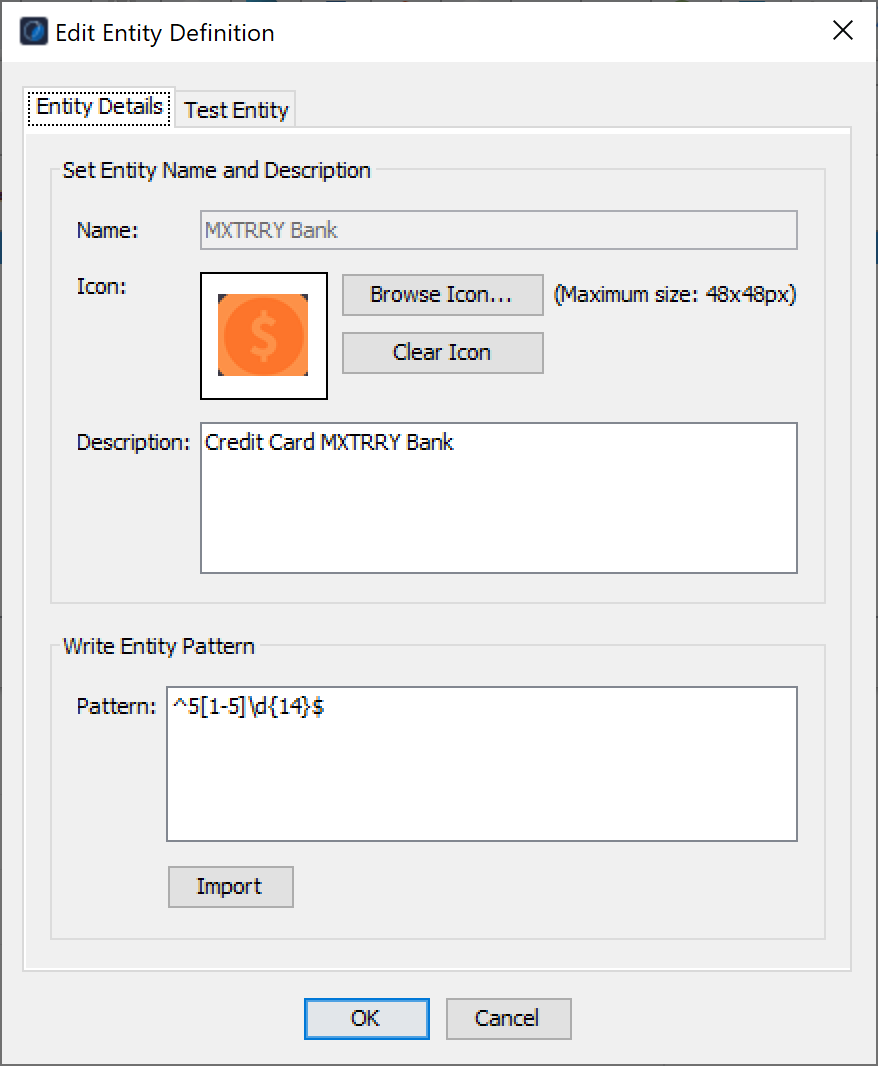 Edit Entity Definition
Entity Details
Test Entity
Set Entity Name and Description
Name:
MXTRRY Bank
Icon:
$
Browse Icon...
(Maximum size: 48x48px)
Clear Icon
Description:
Credit Card MXTRRY Bank
Write Entity Pattern
Pattern:
^5[1-5]\d{14}$
Import
OK
Cancel